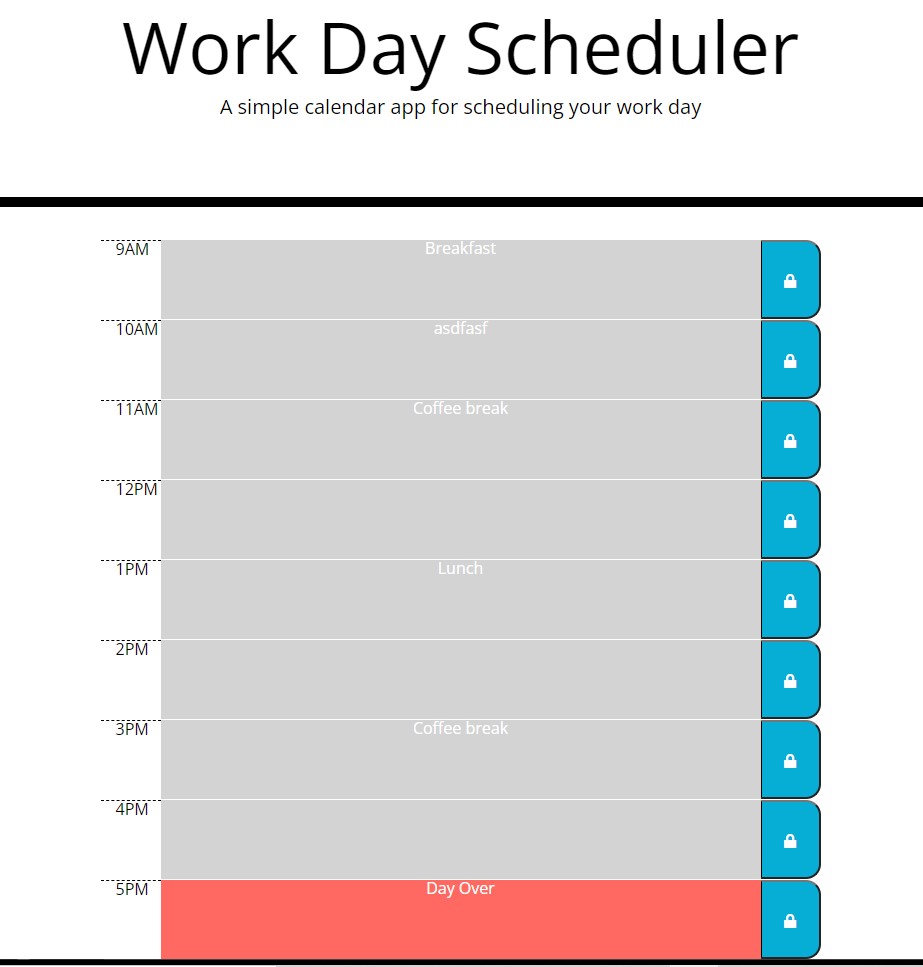 Work Day Scheduler
A simple calendar app for scheduling your work day
9AM Breakfast
10AM asdfasf
11AM Coffee break
12PM
1PM Lunch
2PM
3PM Coffee break
4PM
5PM Day Over